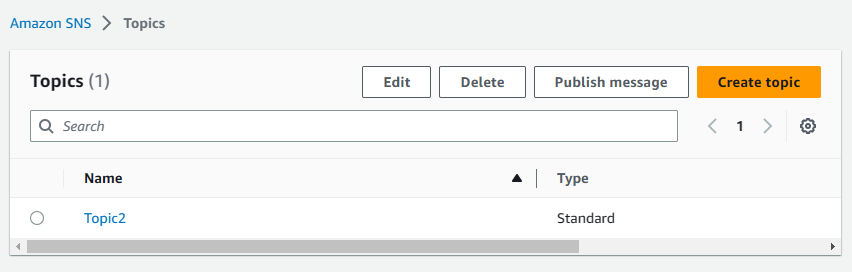 Amazon SNS > Topics
Topics (1)
Edit
Delete
Publish message
Create topic
Search
1
Name
Type
Topic2
Standard